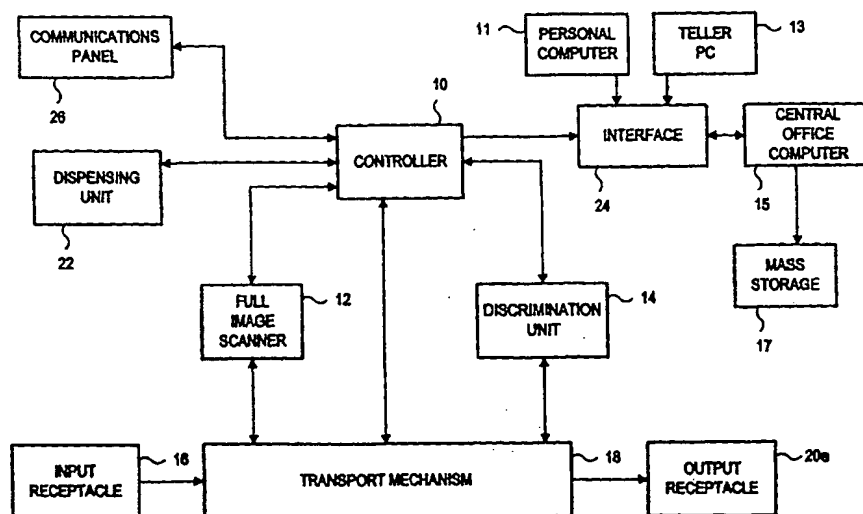 COMMUNICATIONS
PANEL
26
DISPENSING
UNIT
22
10
CONTROLLER
11
PERSONAL
COMPUTER
TELLER
PC
13
INTERFACE
24
CENTRAL
OFFICE
COMPUTER
15
MASS
STORAGE
17
FULL
IMAGE
SCANNER
12
DISCRIMINATION
UNIT
14
INPUT
RECEPTACLE
16
TRANSPORT MECHANISM
18
OUTPUT
RECEPTACLE
20a